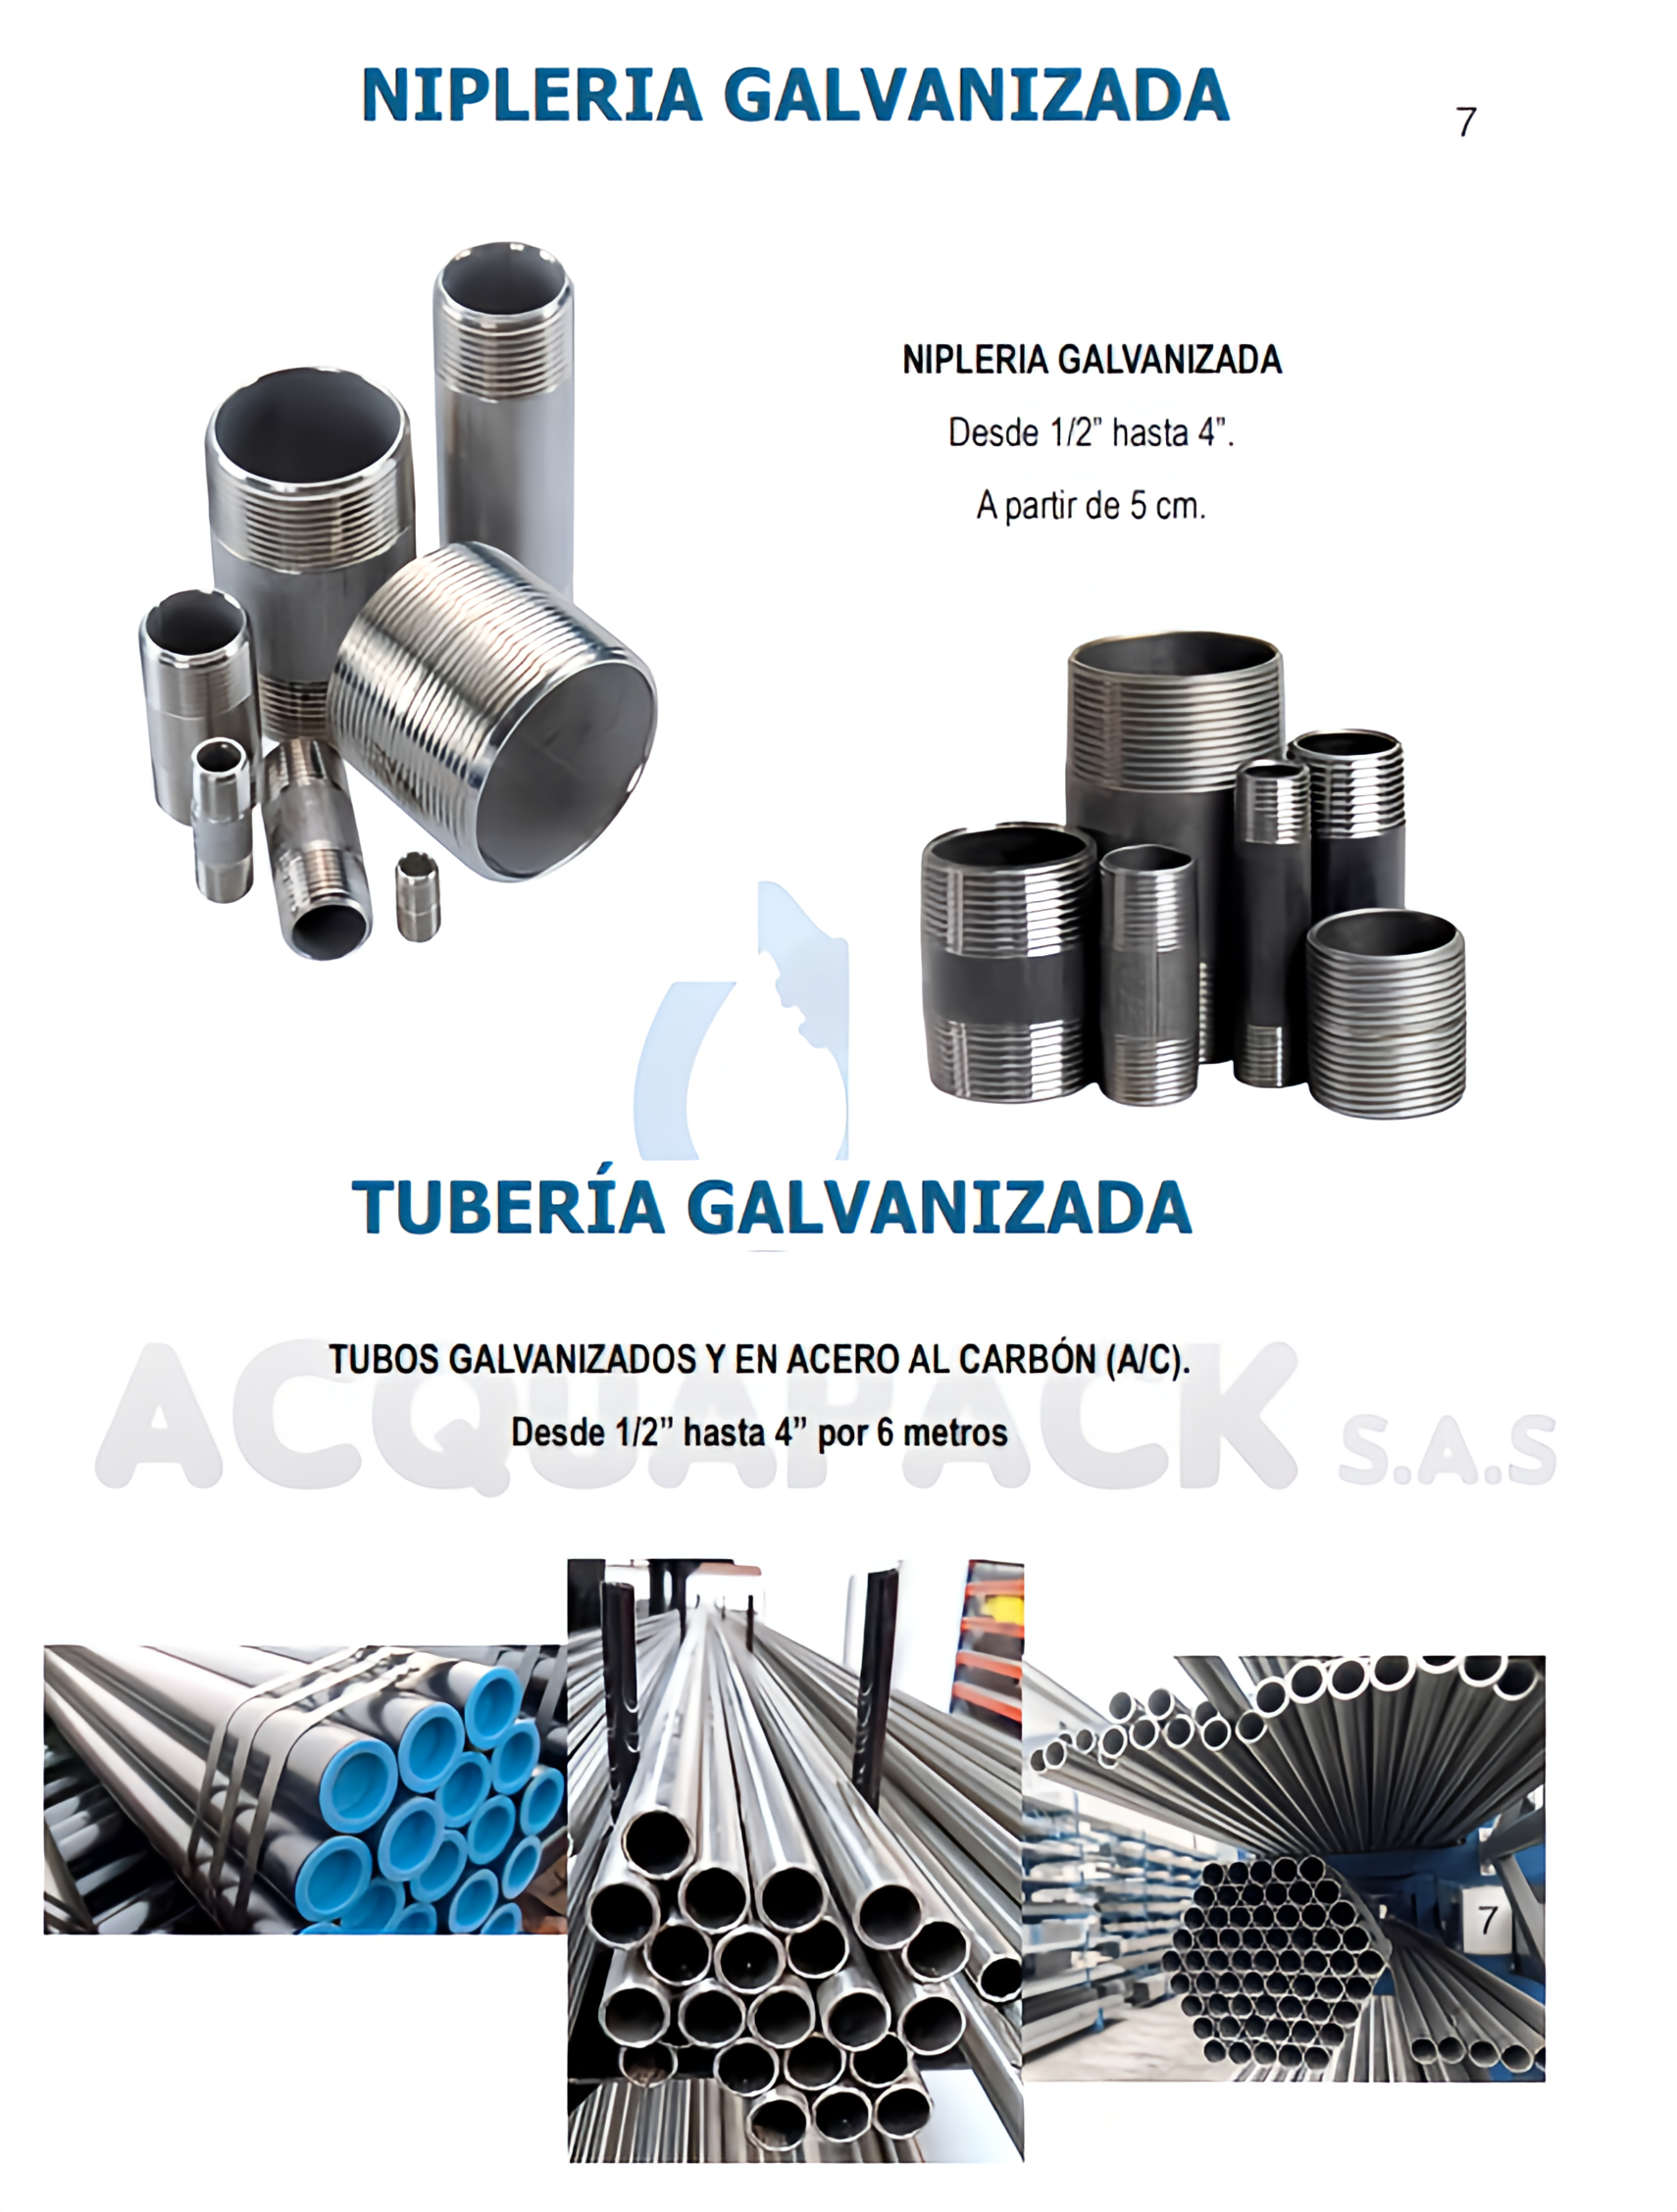 NIPLERIA GALVANIZADA
7
NIPLERIA GALVANIZADA
Desde 1/2” hasta 4”.
A partir de 5 cm.
TUBERÍA GALVANIZADA
TUBOS GALVANIZADOS Y EN ACERO AL CARBÓN (A/C).
Desde 1/2” hasta 4” por 6 metros
ACQUAPACK S.A.S
7